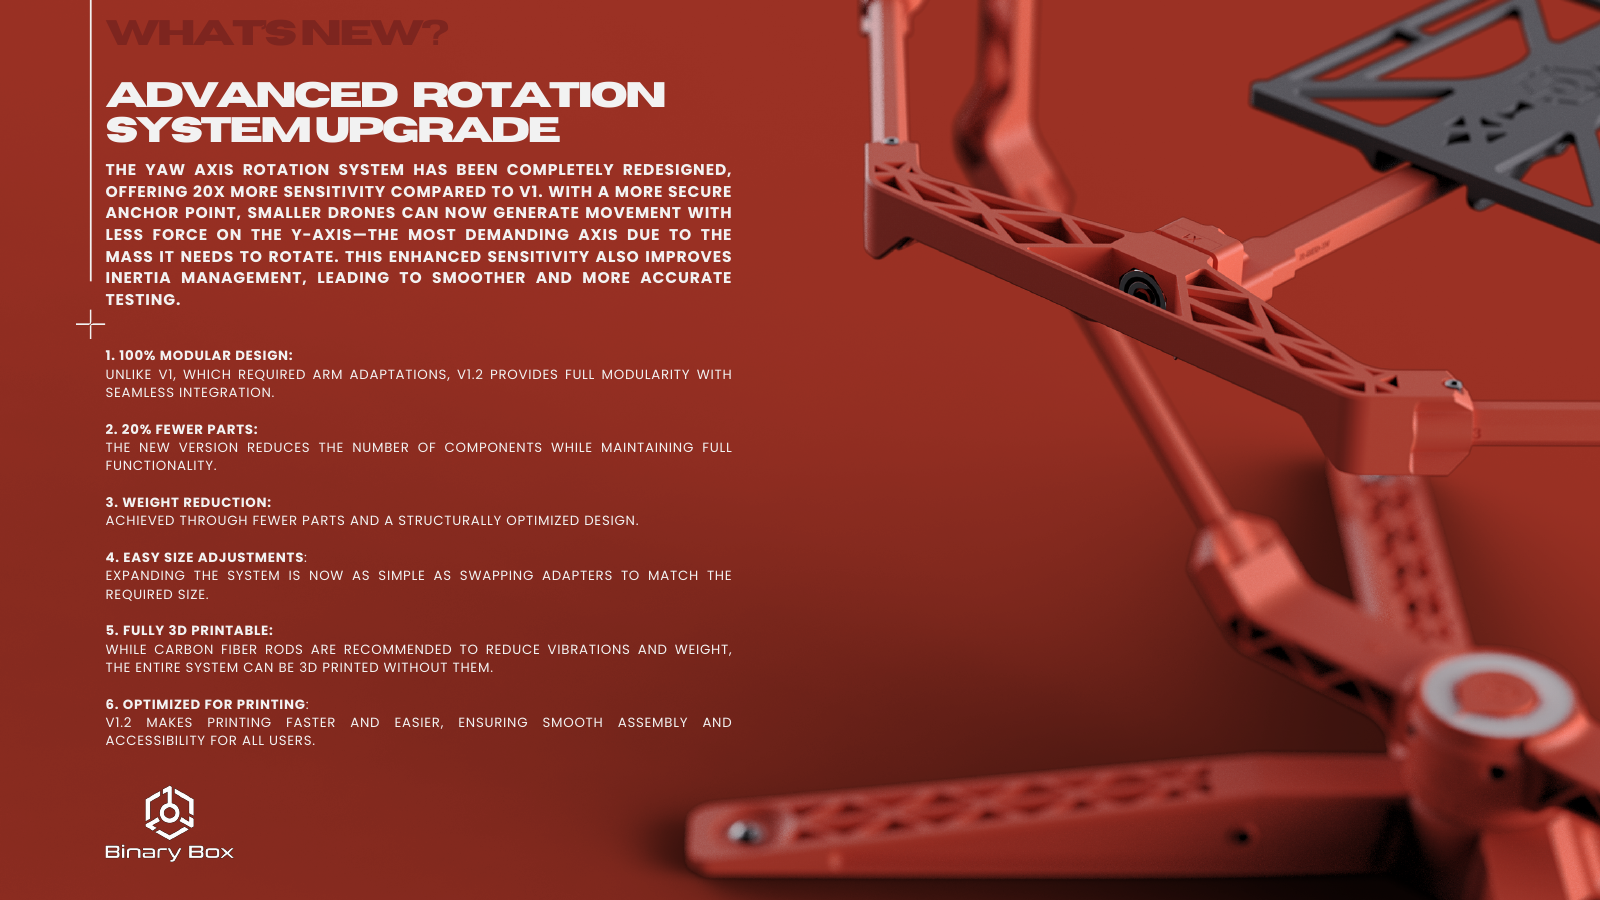 WHAT'S NEW?
ADVANCED ROTATION
SYSTEM UPGRADE
THE YAW AXIS ROTATION SYSTEM HAS BEEN COMPLETELY REDESIGNED,
OFFERING 20X MORE SENSITIVITY COMPARED TO V1. WITH A MORE SECURE
ANCHOR POINT, SMALLER DRONES CAN NOW GENERATE MOVEMENT WITH
LESS FORCE ON THE Y-AXIS—THE MOST DEMANDING AXIS DUE TO THE
MASS IT NEEDS TO ROTATE. THIS ENHANCED SENSITIVITY ALSO IMPROVES
INERTIA MANAGEMENT, LEADING TO SMOOTHER AND MORE ACCURATE
TESTING.
1. 100% MODULAR DESIGN:
UNLIKE V1, WHICH REQUIRED ARM ADAPTATIONS, V1.2 PROVIDES FULL MODULARITY WITH
SEAMLESS INTEGRATION.
2. 20% FEWER PARTS:
THE NEW VERSION REDUCES THE NUMBER OF COMPONENTS WHILE MAINTAINING FULL
FUNCTIONALITY.
3. WEIGHT REDUCTION:
ACHIEVED THROUGH FEWER PARTS AND A STRUCTURALLY OPTIMIZED DESIGN.
4. EASY SIZE ADJUSTMENTS:
EXPANDING THE SYSTEM IS NOW AS SIMPLE AS SWAPPING ADAPTERS TO MATCH THE
REQUIRED SIZE.
5. FULLY 3D PRINTABLE:
WHILE CARBON FIBER RODS ARE RECOMMENDED TO REDUCE VIBRATIONS AND WEIGHT,
THE ENTIRE SYSTEM CAN BE 3D PRINTED WITHOUT THEM.
6. OPTIMIZED FOR PRINTING:
V1.2 MAKES PRINTING FASTER AND EASIER, ENSURING SMOOTH ASSEMBLY AND
ACCESSIBILITY FOR ALL USERS.
Binary Box